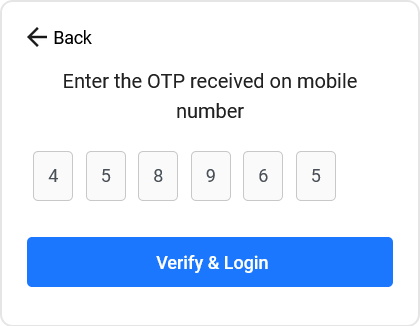 Back
Enter the OTP received on mobile
number
4 5 8 9 6 5
Verify & Login